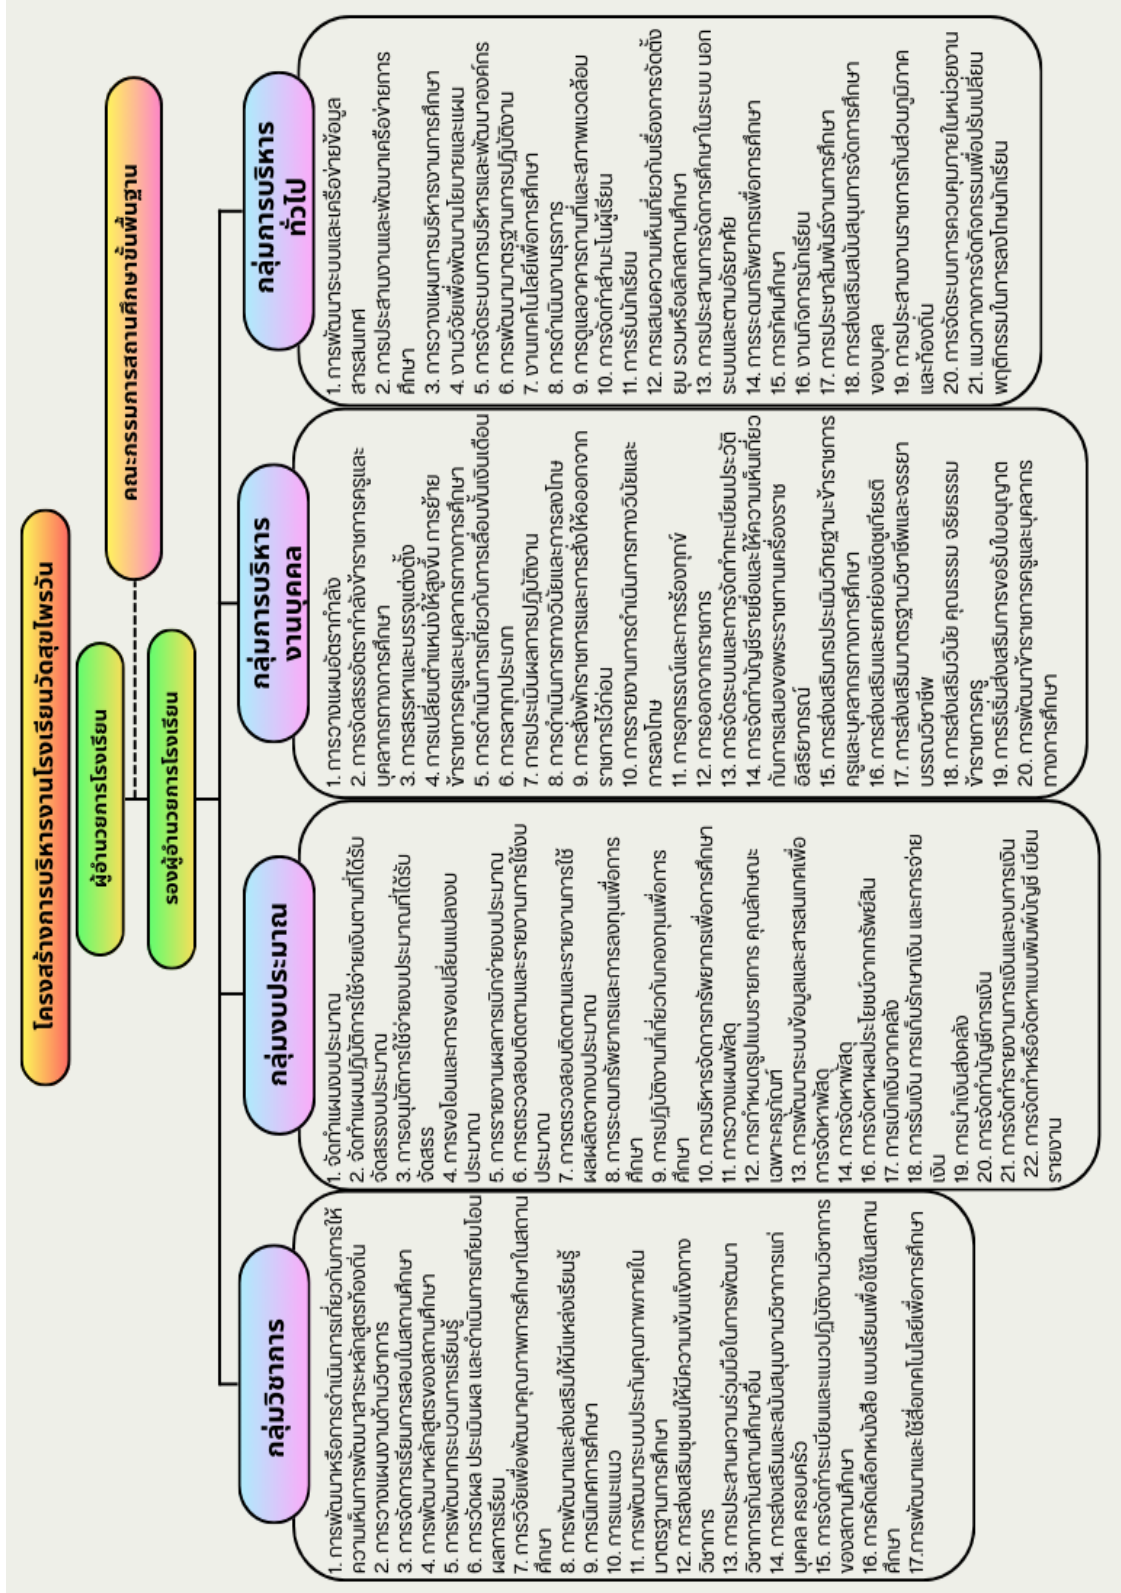 โครงสร้างการบริหารงานโรงเรียนวัดสุขไพรวัน
ผู้อำนวยการโรงเรียน
คณะกรรมการสถานศึกษาขั้นพื้นฐาน
รองผู้อำนวยการโรงเรียน
กลุ่มวิชาการ
1. การพัฒนาหรือการดำเนินการเกี่ยวกับการให้
ความเห็นการพัฒนาสาระหลักสูตรท้องถิ่น
2. การวางแผนงานด้านวิชาการ
3. การจัดการเรียนการสอนในสถานศึกษา
4. การพัฒนาหลักสูตรของสถานศึกษา
5. การพัฒนากระบวนการเรียนรู้
6. การวัดผล ประเมินผล และดำเนินการเทียบโอน
ผลการเรียน
7. การวิจัยเพื่อพัฒนาคุณภาพการศึกษาในสถาน
ศึกษา
8. การพัฒนาและส่งเสริมให้มีแหล่งเรียนรู้
9. การนิเทศการศึกษา
10. การแนะแนว
11. การพัฒนาระบบประกันคุณภาพภายใน
มาตรฐานการศึกษา
12. การส่งเสริมชุมชนให้มีความเข้มแข็งทาง
วิชาการ
13. การประสานความร่วมมือในการพัฒนา
วิชาการกับสถานศึกษาอื่น
14. การส่งเสริมและสนับสนุนงานวิชาการแก่
บุคคล ครอบครัว
15. การจัดทำระเบียบและแนวปฏิบัติงานวิชาการ
ของสถานศึกษา
16. การคัดเลือกหนังสือ แบบเรียนเพื่อใช้ในสถาน
ศึกษา
17.การพัฒนาและใช้สื่อเทคโนโลยีเพื่อการศึกษา
กลุ่มงบประมาณ
1. จัดทำแผนงบประมาณ
2. จัดทำแผนปฏิบัติการใช้จ่ายเงินตามที่ได้รับ
จัดสรรงบประมาณ
3. การอนุมัติการใช้จ่ายงบประมาณที่ได้รับ
จัดสรร
4. การขอโอนและการขอเปลี่ยนแปลงงบ
ประมาณ
5. การรายงานผลการเบิกจ่ายงบประมาณ
6. การตรวจสอบติดตามและรายงานการใช้งบ
ประมาณ
7. การตรวจสอบติดตามและรายงานการใช้
ผลผลิตจากงบประมาณ
8. การระดมทรัพยากรและการลงทุนเพื่อการ
ศึกษา
9. การปฏิบัติงานที่เกี่ยวกับกองทุนเพื่อการ
ศึกษา
10. การบริหารจัดการทรัพยากรเพื่อการศึกษา
11. การวางแผนพัสดุ
12. การกำหนดรูปแบบรายการ คุณลักษณะ
เฉพาะครุภัณฑ์
13. การพัฒนาระบบข้อมูลและสารสนเทศเพื่อ
การจัดหาพัสดุ
14. การจัดหาพัสดุ
16. การจัดหาผลประโยชน์จากทรัพย์สิน
17. การเบิกเงินจากคลัง
18. การรับเงิน การเก็บรักษาเงิน และการจ่าย
เงิน
19. การนำเงินส่งคลัง
20. การจัดทำบัญชีการเงิน
21. การจัดทำรายงานการเงินและงบการเงิน
22. การจัดทำหรือจัดหาแบบพิมพ์บัญชี เบียน
รายงาน
กลุ่มการบริหาร
งานบุคคล
1. การวางแผนอัตรากำลัง
2. การจัดสรรอัตรากำลังข้าราชการครูและ
บุคลากรทางการศึกษา
3. การสรรหาและบรรจุแต่งตั้ง
4. การเปลี่ยนตำแหน่งให้สูงขึ้น การย้าย
ข้าราชการครูและบุคลากรทางการศึกษา
5. การดำเนินการเกี่ยวกับการเลื่อนขั้นเงินเดือน
6. การลาทุกประเภท
7. การประเมินผลการปฏิบัติงาน
8. การดำเนินการทางวินัยและการลงโทษ
9. การสั่งพักราชการและการสั่งให้ออกจาก
ราชการไว้ก่อน
10. การรายงานการดำเนินการทางวินัยและ
การลงโทษ
11. การอุทธรณ์และการร้องทุกข์
12. การออกจากราชการ
13. การจัดระบบและการจัดทำทะเบียนประวัติ
14. การจัดทำบัญชีรายชื่อและให้ความเห็นเกี่ยว
กับการเสนอขอพระราชทานเครื่องราช
อิสริยาภรณ์
15. การส่งเสริมการประเมินวิทยฐานะข้าราชการ
ครูและบุคลากรทางการศึกษา
16. การส่งเสริมและยกย่องเชิดชูเกียรติ
17. การส่งเสริมมาตรฐานวิชาชีพและจรรยา
บรรณวิชาชีพ
18. การส่งเสริมวินัย คุณธรรม จริยธรรม
ข้าราชการครู
19. การริเริ่มส่งเสริมการขอรับใบอนุญาต
20. การพัฒนาข้าราชการครูและบุคลากร
ทางการศึกษา
กลุ่มการบริหาร
ทั่วไป
1. การพัฒนาระบบและเครือข่ายข้อมูล
สารสนเทศ
2. การประสานงานและพัฒนาเครือข่ายการ
ศึกษา
3. การวางแผนการบริหารงานการศึกษา
4. งานวิจัยเพื่อพัฒนานโยบายและแผน
5. การจัดระบบการบริหารและพัฒนาองค์กร
6. การพัฒนามาตรฐานการปฏิบัติงาน
7. งานเทคโนโลยีเพื่อการศึกษา
8. การดำเนินงานธุรการ
9. การดูแลอาคารสถานที่และสภาพแวดล้อม
10. การจัดทำสำมะโนผู้เรียน
11. การรับนักเรียน
12. การเสนอความเห็นเกี่ยวกับเรื่องการจัดตั้ง
ยุบ รวมหรือเลิกสถานศึกษา
13. การประสานการจัดการศึกษาในระบบ นอก
ระบบและตามอัธยาศัย
14. การระดมทรัพยากรเพื่อการศึกษา
15. การทัศนศึกษา
16. งานกิจการนักเรียน
17. การประชาสัมพันธ์งานการศึกษา
18. การส่งเสริมสนับสนุนการจัดการศึกษา
ของบุคคล
19. การประสานงานราชการกับส่วนภูมิภาค
และท้องถิ่น
20. การจัดระบบการควบคุมภายในหน่วยงาน
21. แนวทางการจัดกิจกรรมเพื่อปรับเปลี่ยน
พฤติกรรมในการลงโทษนักเรียน